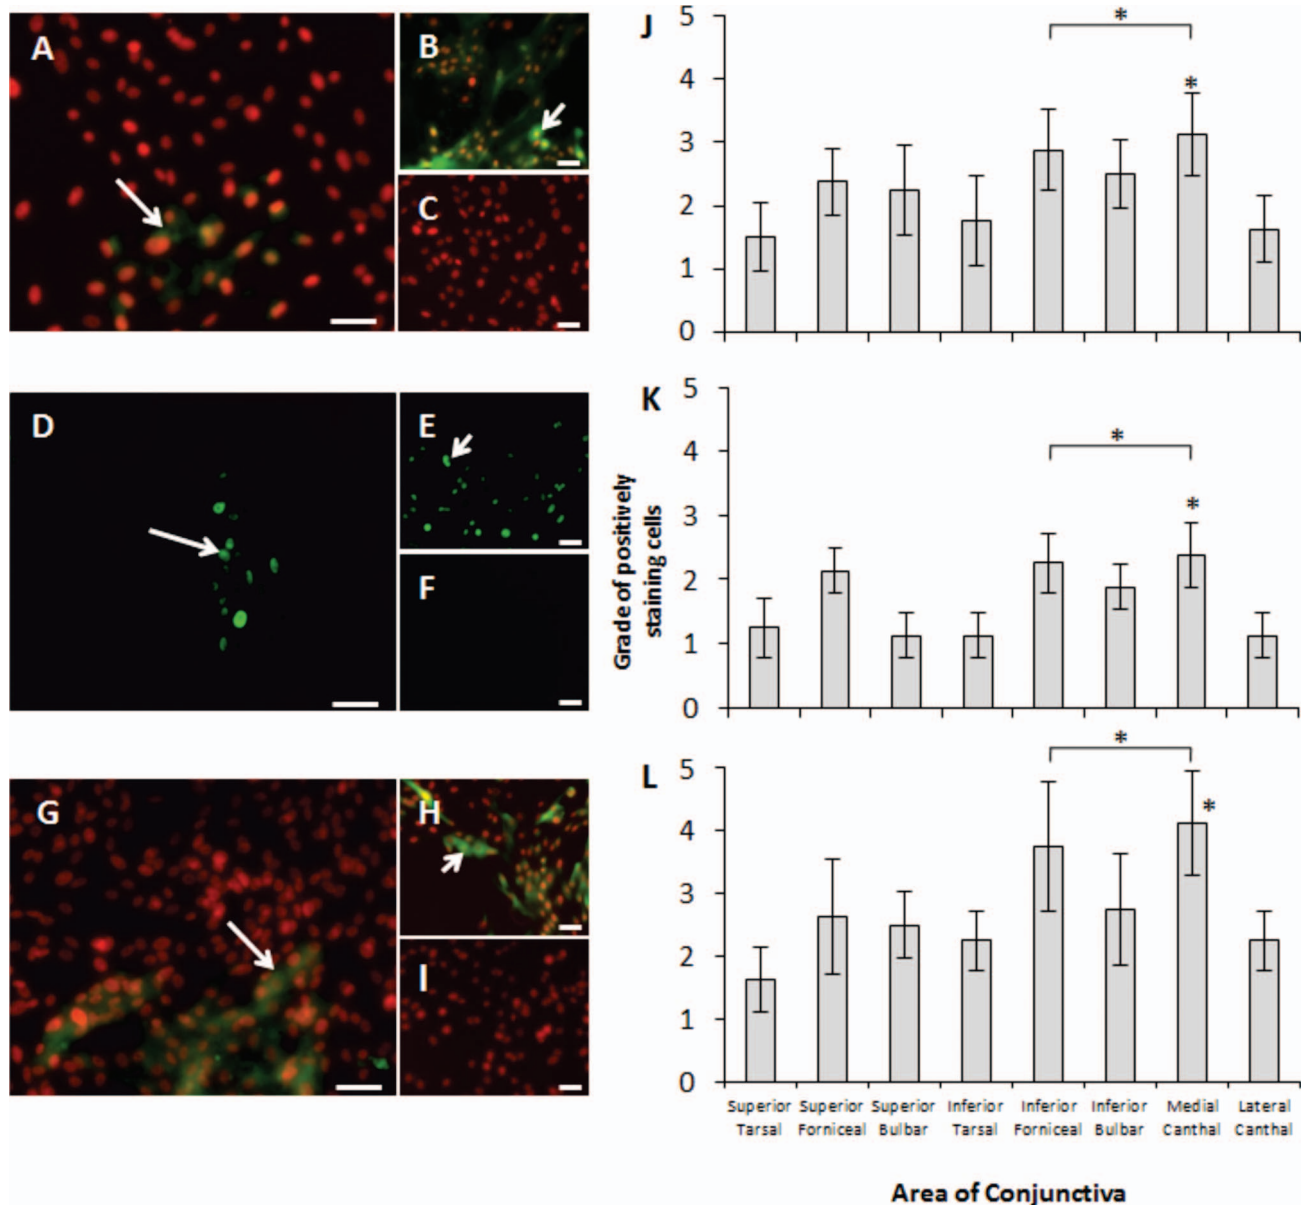 A
B
C
D
E
F
G
H
I
J
5
4
3
2
1
0
*
*
K
5
4
3
2
1
0
*
*
Grade of positively
staining cells
L
5
4
3
2
1
0
*
*
Superior Superior Superior Inferior Inferior Inferior Medial Lateral
Tarsal Forniceal Bulbar Tarsal Forniceal Bulbar Canthal Canthal
Area of Conjunctiva